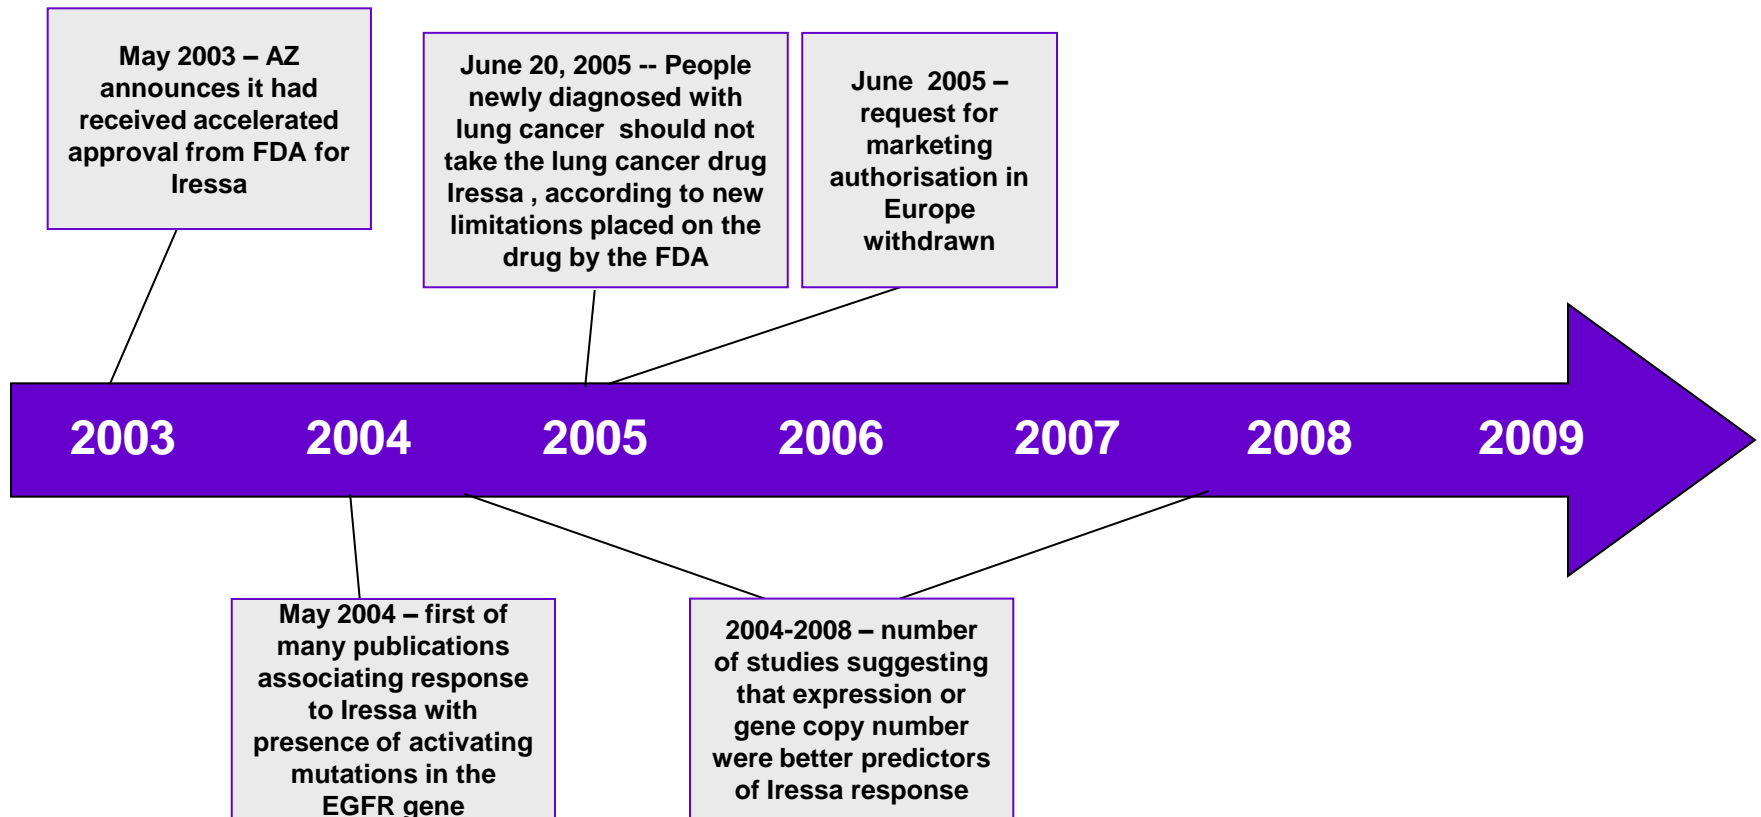 May 2003 – AZ
announces it had
received accelerated
approval from FDA for
Iressa
June 20, 2005 -- People
newly diagnosed with
lung cancer  should not
take the lung cancer drug
Iressa , according to new
limitations placed on the
drug by the FDA
June  2005 –
request for
marketing
authorisation in
Europe
withdrawn
2003 2004 2005 2006 2007 2008 2009
May 2004 – first of
many publications
associating response
to Iressa with
presence of activating
mutations in the
EGFR gene
2004-2008 – number
of studies suggesting
that expression or
gene copy number
were better predictors
of Iressa response